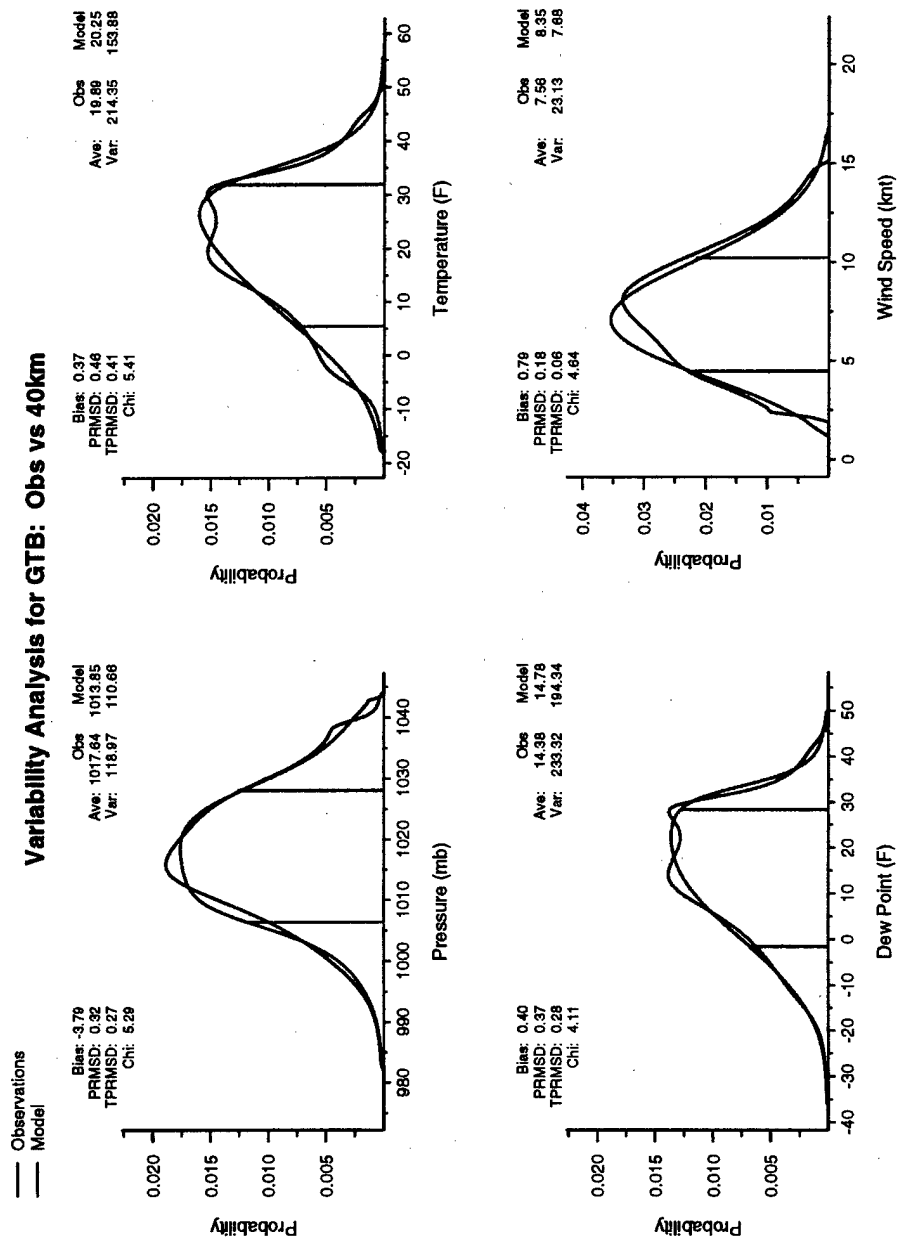 Observations
Model
Variability Analysis for GTB: Obs vs 40km
Bias: -3.79
PRMSD: 0.32
TPRMSD: 0.27
Chi: 5.29
Obs Model
Ave: 1017.64 1013.85
Var: 118.97 110.66
Probability
0.020
0.015
0.010
0.005
980 990 1000 1010 1020 1030 1040
Pressure (mb)
Bias: 0.37
PRMSD: 0.46
TPRMSD: 0.41
Chi: 5.41
Obs Model
Ave: 19.89 20.25
Var: 214.35 153.88
Probability
0.020
0.015
0.010
0.005
-20 -10 0 10 20 30 40 50 60
Temperature (F)
Bias: 0.40
PRMSD: 0.37
TPRMSD: 0.28
Chi: 4.11
Obs Model
Ave: 14.38 14.78
Var: 233.32 194.34
Probability
0.020
0.015
0.010
0.005
-40 -30 -20 -10 0 10 20 30 40 50
Dew Point (F)
Bias: 0.79
PRMSD: 0.18
TPRMSD: 0.06
Chi: 4.64
Obs Model
Ave: 7.56 8.35
Var: 23.13 7.68
Probability
0.04
0.03
0.02
0.01
0 5 10 15 20
Wind Speed (knt)